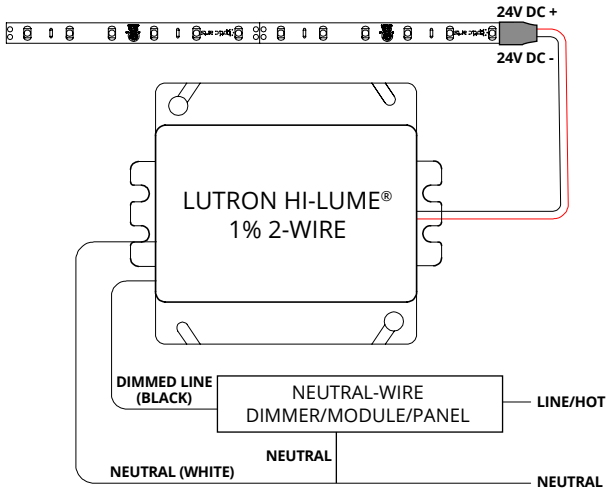 24V DC +
24V DC -
LUTRON HI-LUME®
1% 2-WIRE
DIMMED LINE
(BLACK)
NEUTRAL-WIRE
DIMMER/MODULE/PANEL
LINE/HOT
NEUTRAL
NEUTRAL (WHITE)
NEUTRAL